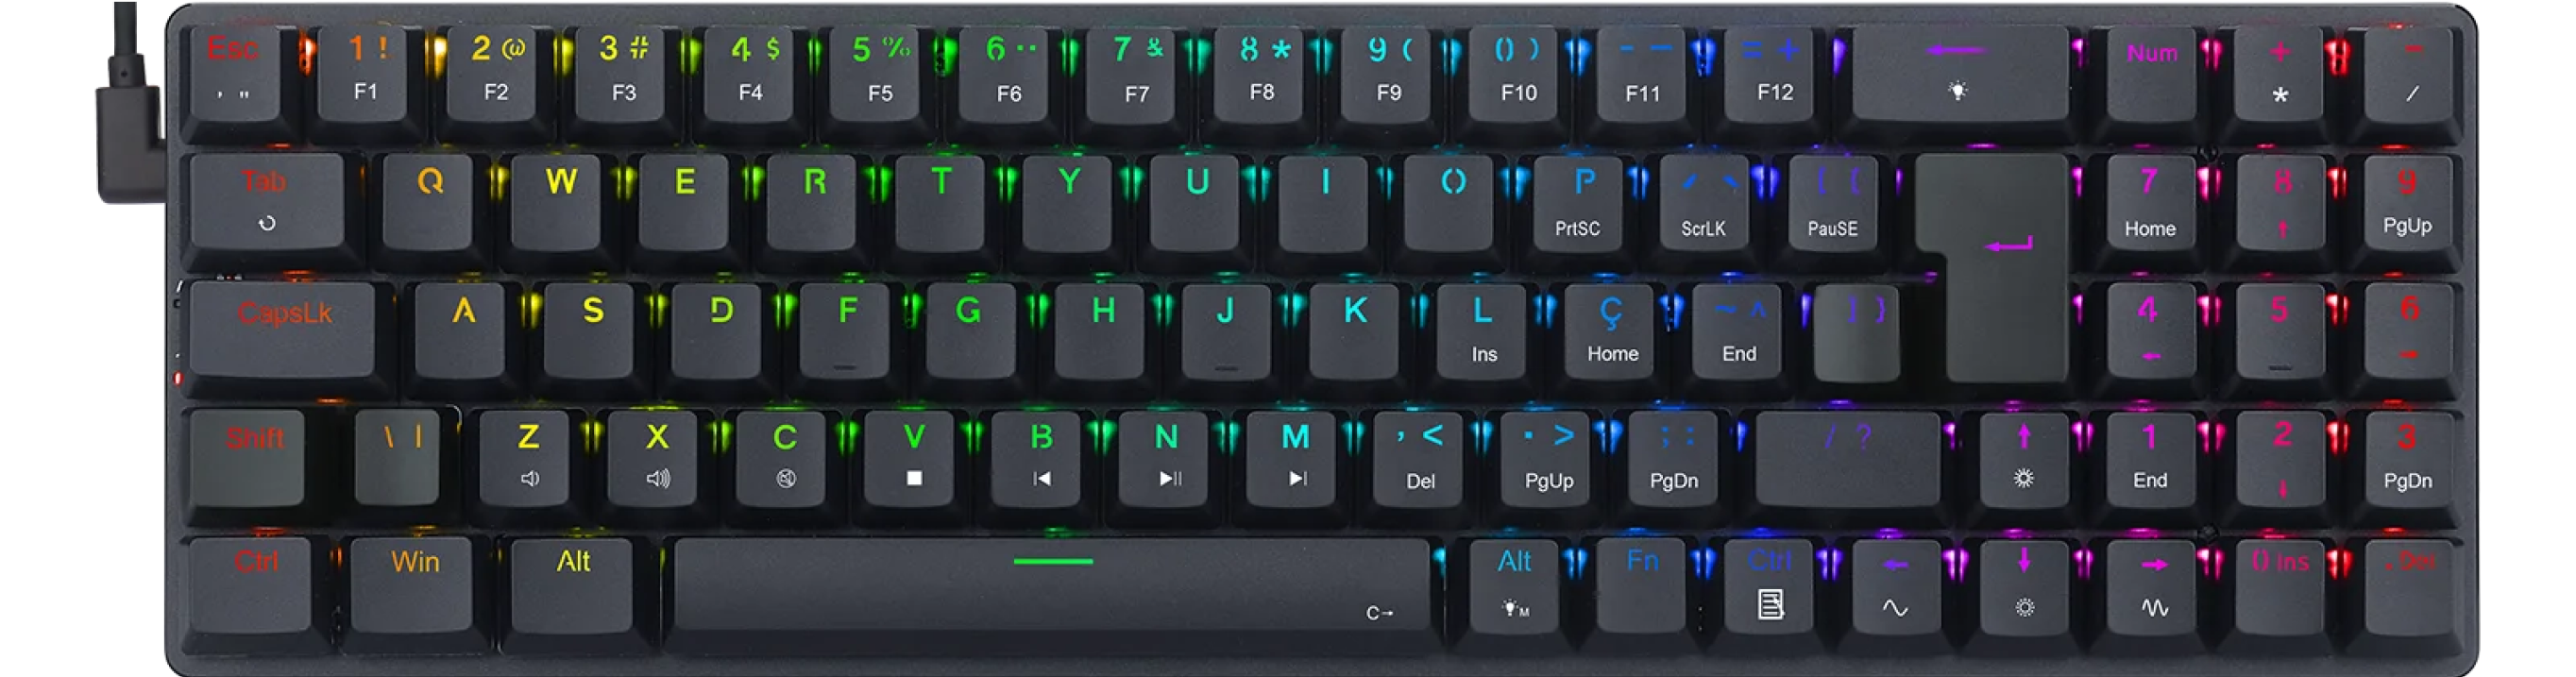 Esc 1 ! 2 @ 3 # 4 $ 5 % 6 ¨ 7 & 8 * 9 ( 0 ) - _ = + ← Num + -
' " F1 F2 F3 F4 F5 F6 F7 F8 F9 F10 F11 F12 * /
Tab Q W E R T Y U I O P ´ ` [ { 7 8 9
PrtSC ScrLK PauSE ↵ Home ↑ PgUp
CapsLk A S D F G H J K L Ç ~ ^ ] } 4 5 6
Ins Home End ← →
Shift \ | Z X C V B N M , < . > ; : / ? ↑ 1 2 3
Del PgUp PgDn End ↓ PgDn
Ctrl Win Alt Alt Fn Ctrl ← ↓ → 0 Ins . Del
C→ M